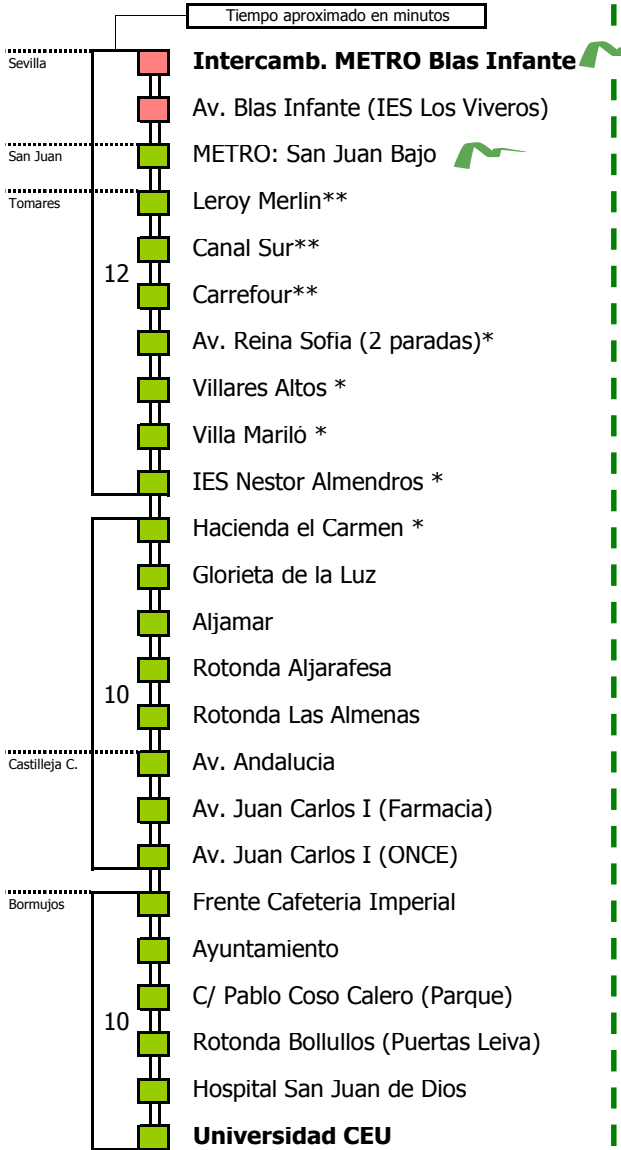 Tiempo aproximado en minutos
Sevilla
Intercamb. METRO Blas Infante
Av. Blas Infante (IES Los Viveros)
San Juan
METRO: San Juan Bajo
Tomares
Leroy Merlin**
Canal Sur**
12
Carrefour**
Av. Reina Sofia (2 paradas)*
Villares Altos *
Villa Mariló *
IES Nestor Almendros *
Hacienda el Carmen *
Glorieta de la Luz
Aljamar
Rotonda Aljarafesa
10
Rotonda Las Almenas
Castilleja C.
Av. Andalucia
Av. Juan Carlos I (Farmacia)
Av. Juan Carlos I (ONCE)
Bormujos
Frente Cafeteria Imperial
Ayuntamiento
C/ Pablo Coso Calero (Parque)
10
Rotonda Bollullos (Puertas Leiva)
Hospital San Juan de Dios
Universidad CEU